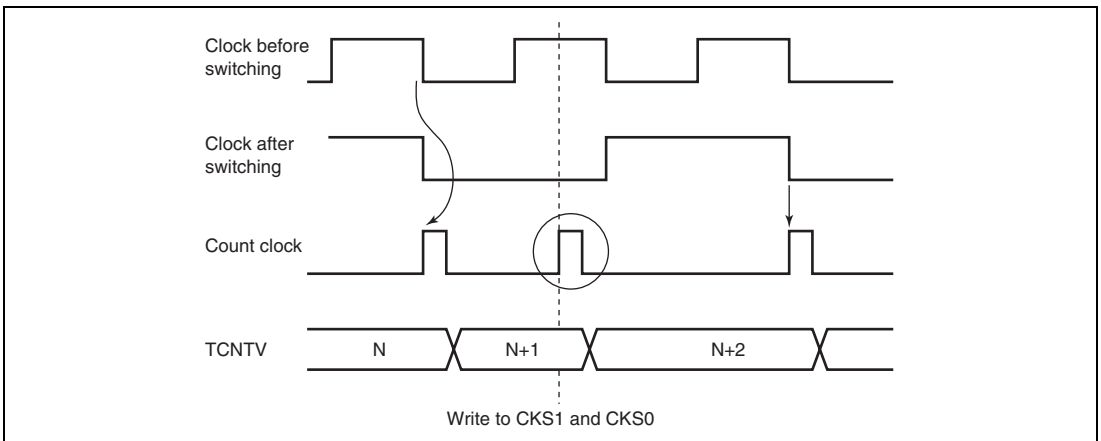 Clock before
switching
Clock after
switching
Count clock
TCNTV
N
N+1
N+2
Write to CKS1 and CKS0